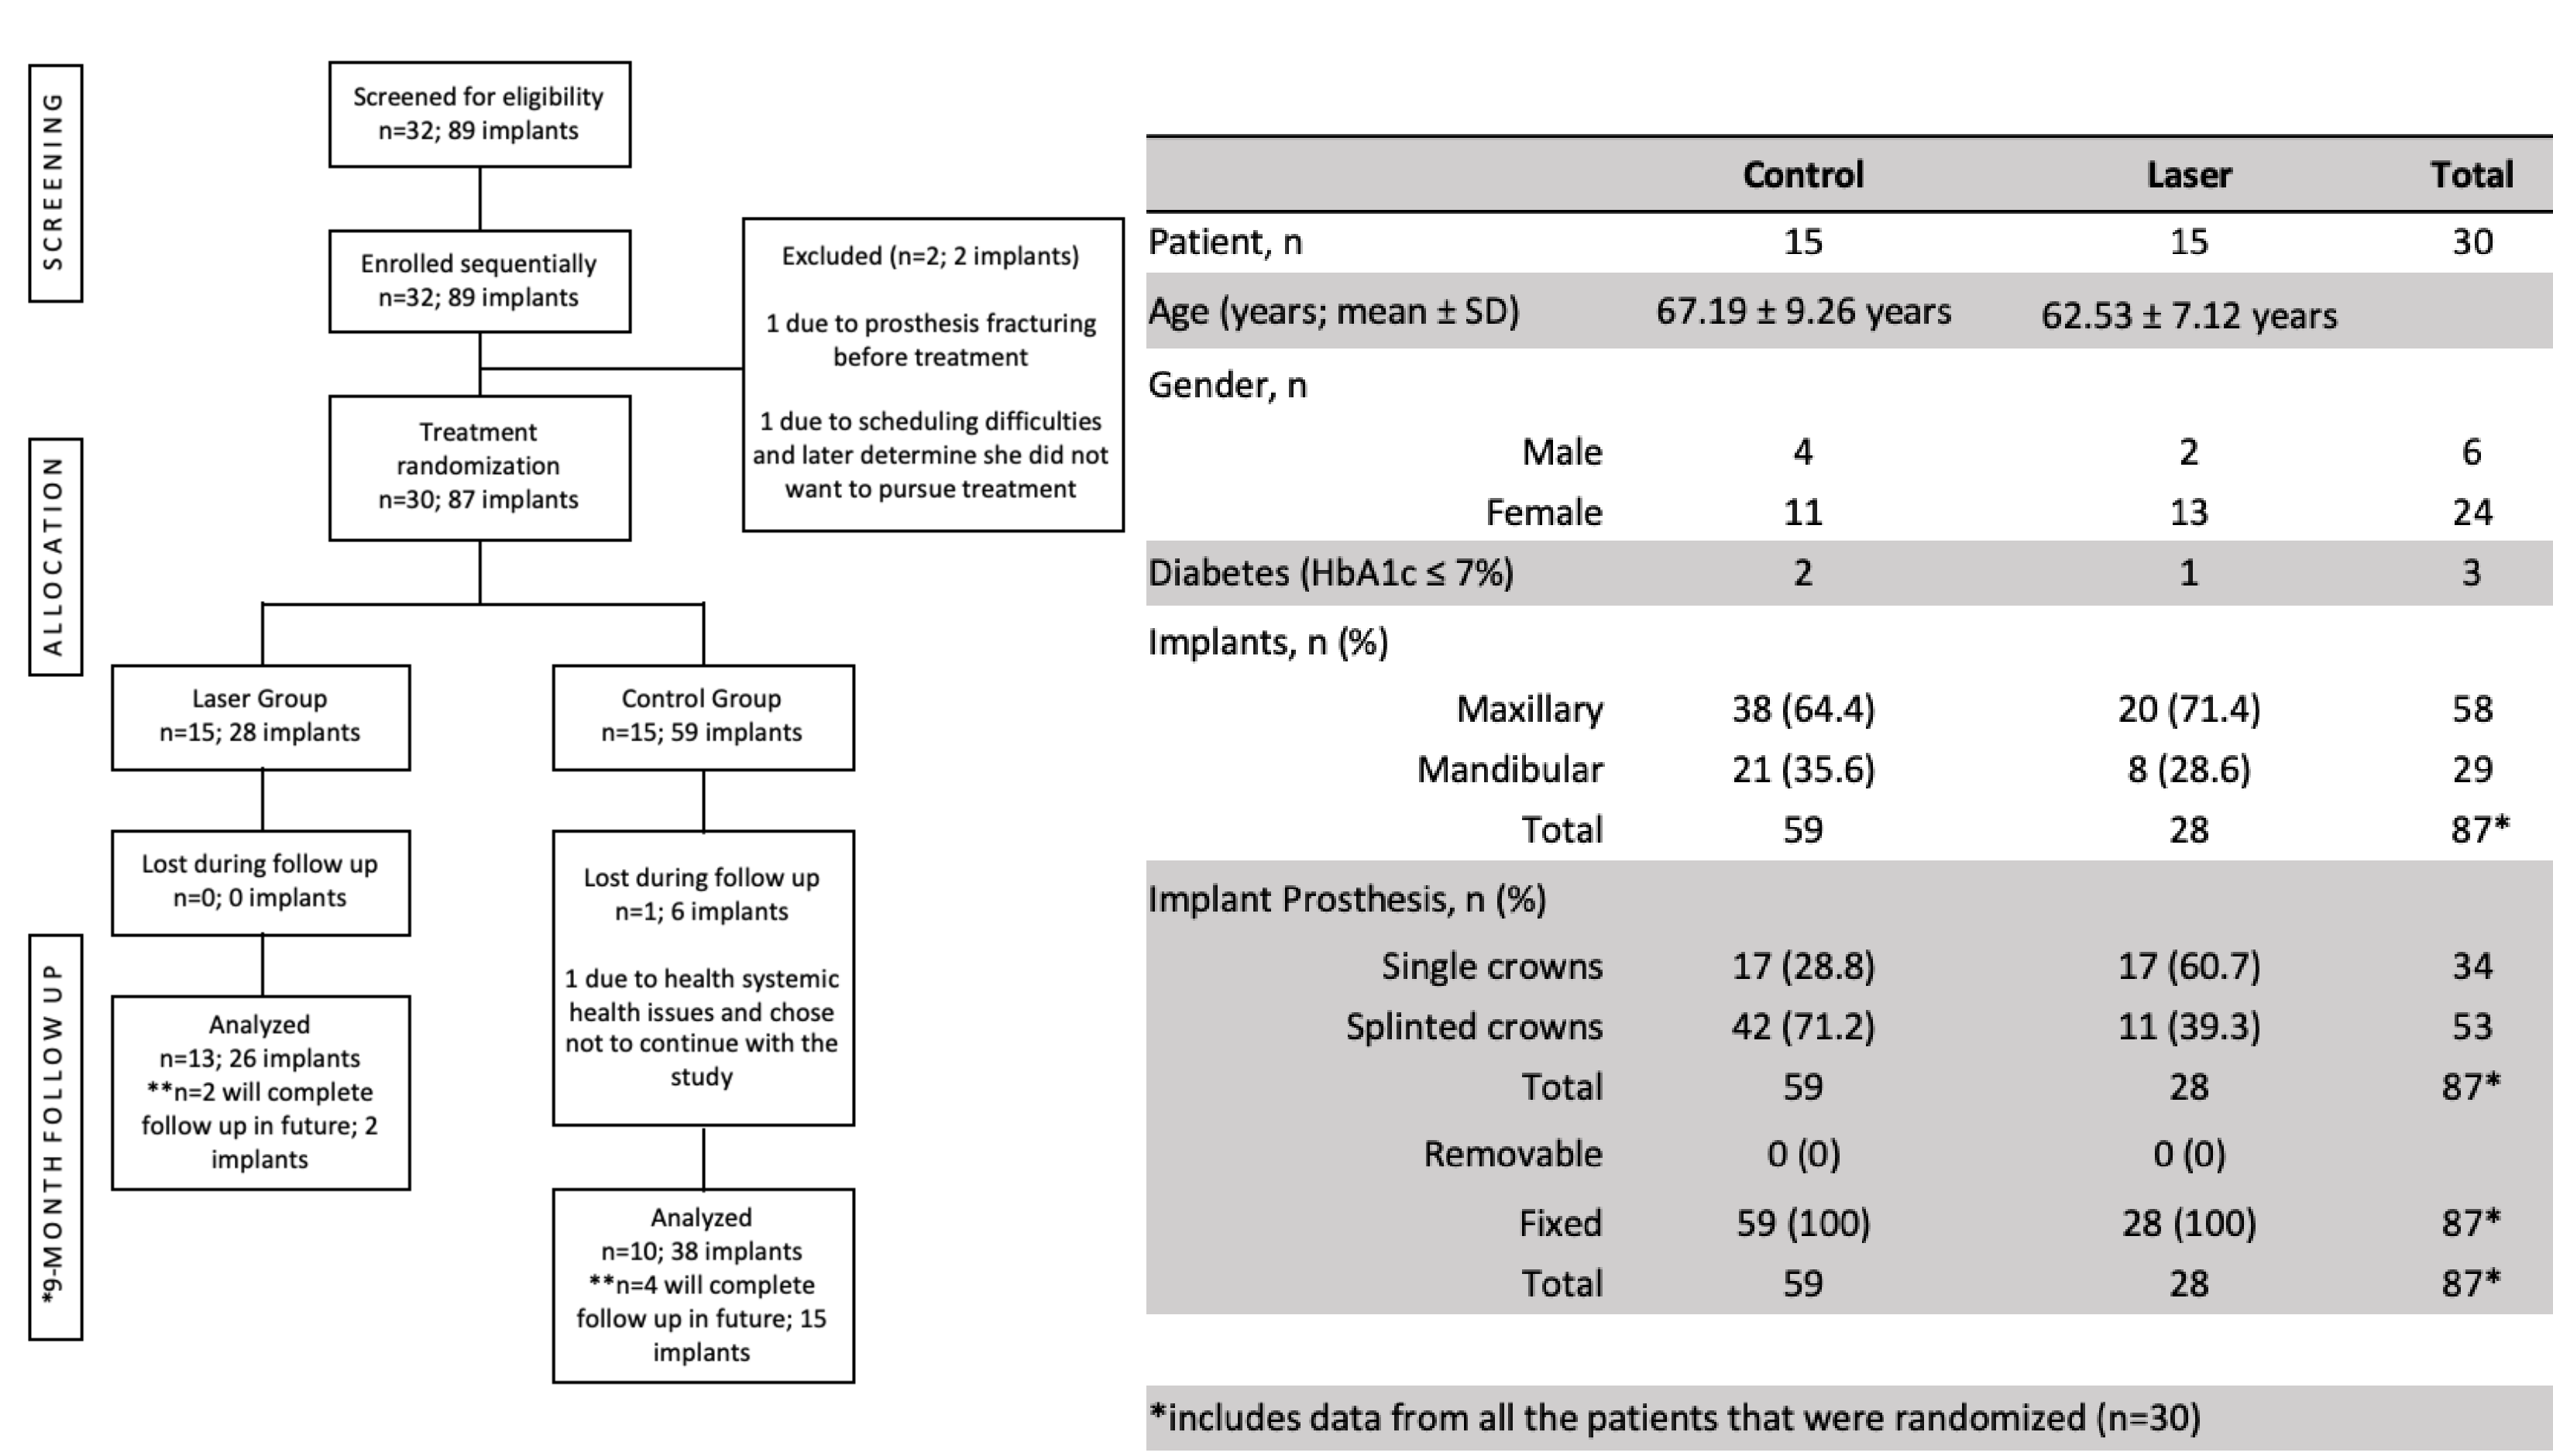 SCREENING
Screened for eligibility
n=32; 89 implants
Enrolled sequentially
n=32; 89 implants
Excluded (n=2; 2 implants)
1 due to prosthesis fracturing
before treatment
1 due to scheduling difficulties
and later determine she did not
want to pursue treatment
ALLOCATION
Treatment
randomization
n=30; 87 implants
Laser Group
n=15; 28 implants
Control Group
n=15; 59 implants
Lost during follow up
n=0; 0 implants
Lost during follow up
n=1; 6 implants
1 due to health systemic
health issues and chose
not to continue with the
study
*9-MONTH FOLLOW UP
Analyzed
n=13; 26 implants
**n=2 will complete
follow up in future; 2
implants
Analyzed
n=10; 38 implants
**n=4 will complete
follow up in future; 15
implants
Control Laser Total
Patient, n 15 15 30
Age (years; mean ± SD) 67.19 ± 9.26 years 62.53 ± 7.12 years
Gender, n
Male 4 2 6
Female 11 13 24
Diabetes (HbA1c ≤ 7%) 2 1 3
Implants, n (%)
Maxillary 38 (64.4) 20 (71.4) 58
Mandibular 21 (35.6) 8 (28.6) 29
Total 59 28 87*
Implant Prosthesis, n (%)
Single crowns 17 (28.8) 17 (60.7) 34
Splinted crowns 42 (71.2) 11 (39.3) 53
Total 59 28 87*
Removable 0 (0) 0 (0)
Fixed 59 (100) 28 (100) 87*
Total 59 28 87*
*includes data from all the patients that were randomized (n=30)